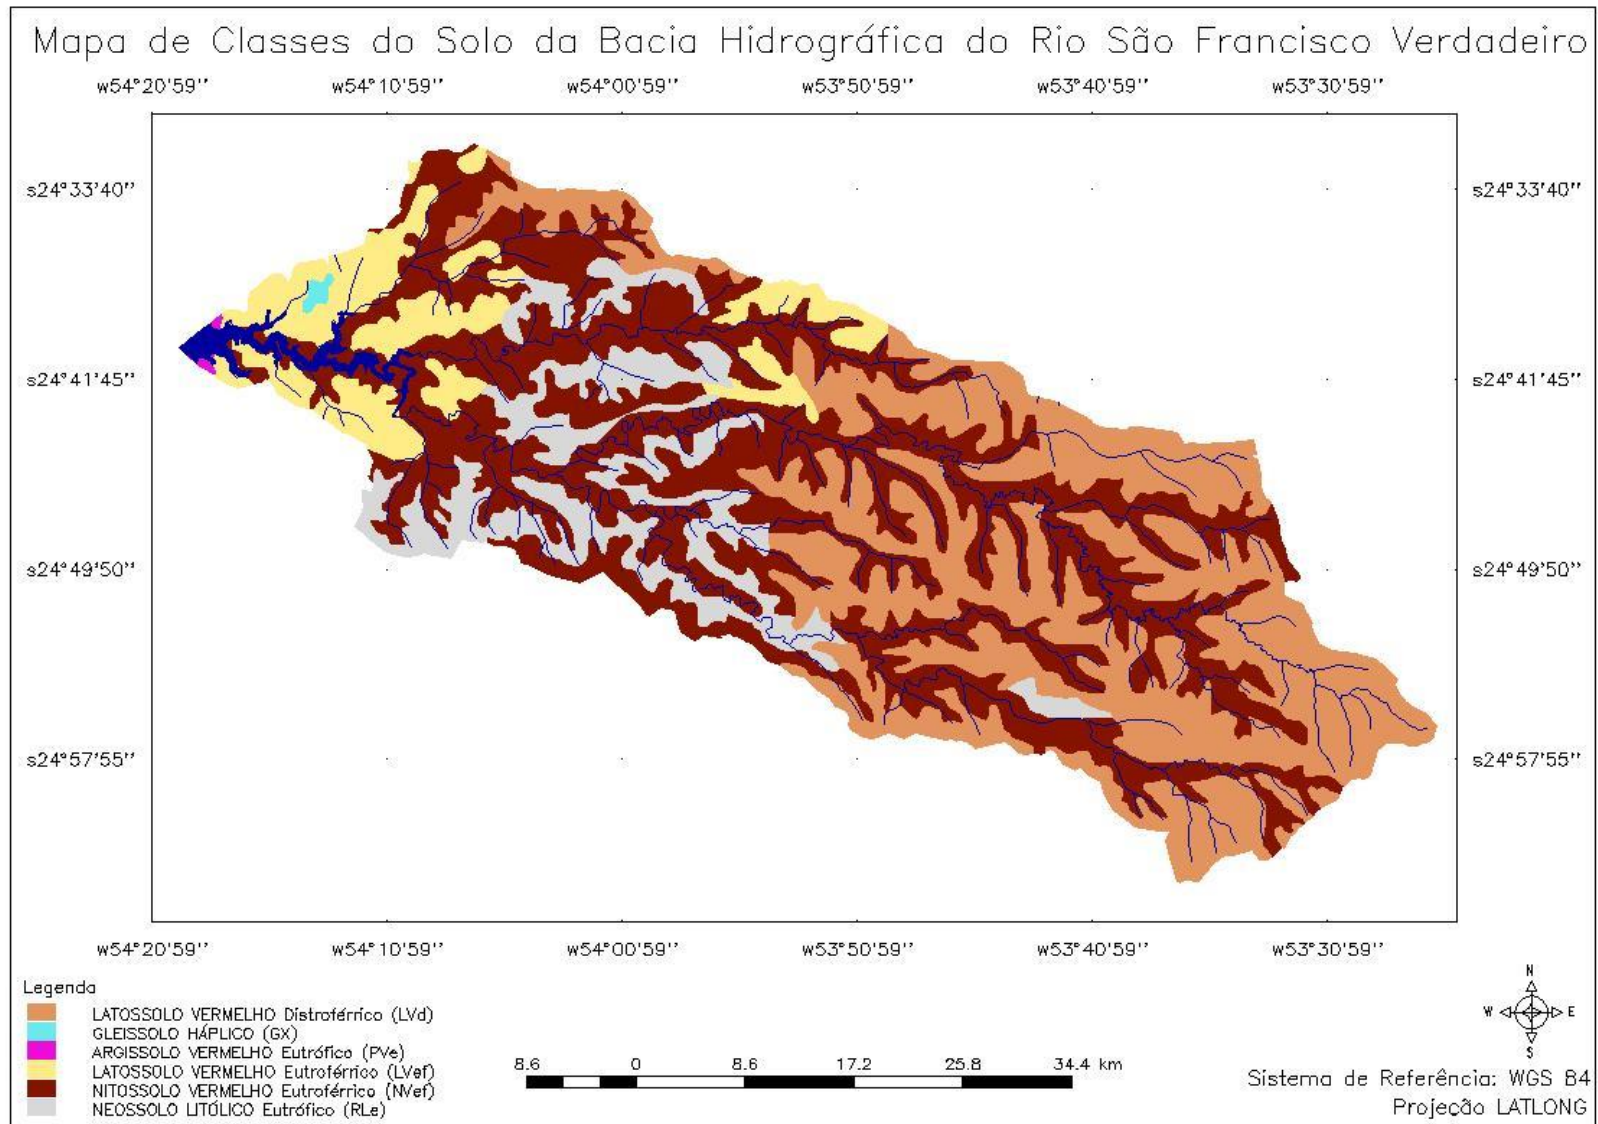 Mapa de Classes do Solo da Bacia Hidrográfica do Rio São Francisco Verdadeiro
w54°20'59'' w54°10'59'' w54°00'59'' w53°50'59'' w53°40'59'' w53°30'59''
s24°33'40'' s24°33'40''
s24°41'45'' s24°41'45''
s24°49'50'' s24°49'50''
s24°57'55'' s24°57'55''
w54°20'59'' w54°10'59'' w54°00'59'' w53°50'59'' w53°40'59'' w53°30'59''
Legenda
LATOSSOLO VERMELHO Distroférrico (LVd)
GLEISSOLO HÁPLICO (GX)
ARGISSOLO VERMELHO Eutrófico (PVe)
LATOSSOLO VERMELHO Eutroférrico (LVef)
NITOSSOLO VERMELHO Eutroférrico (NVef)
NEOSSOLO LITÓLICO Eutrófico (RLe)
8.6 0 8.6 17.2 25.8 34.4 km
N
W E
S
Sistema de Referência: WGS 84
Projeção LATLONG